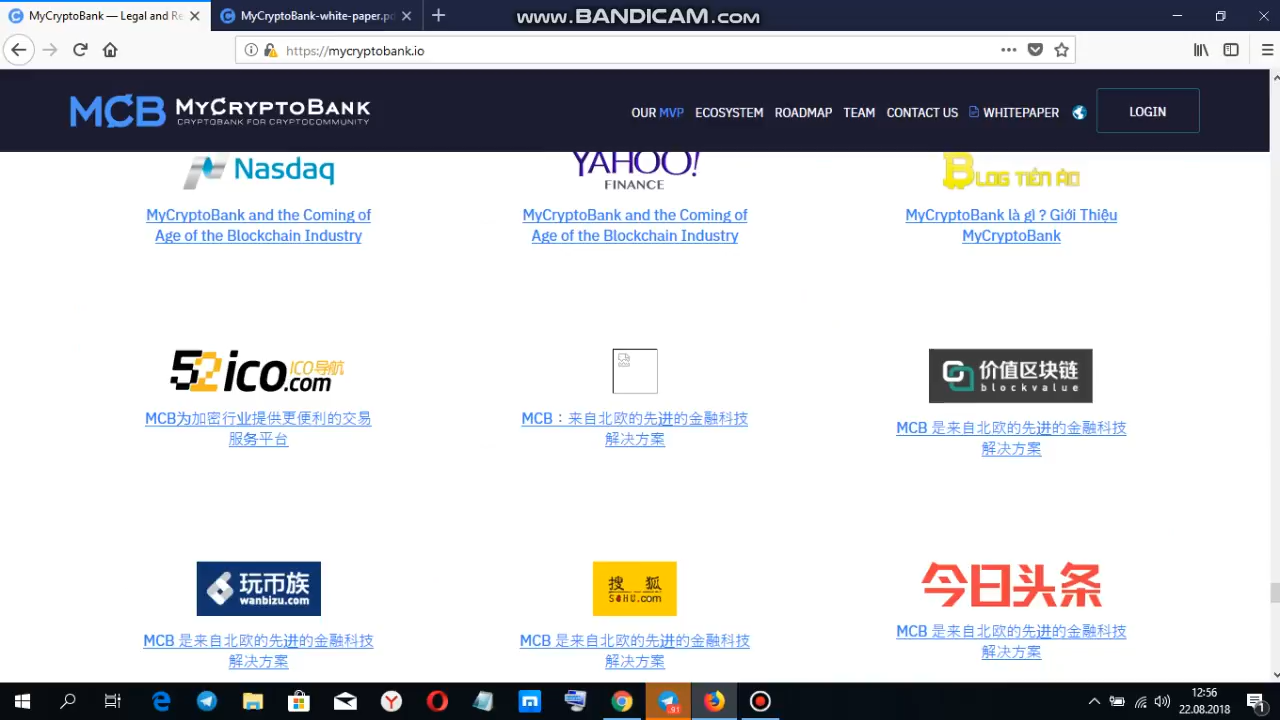 MyCryptoBank — Legal and Re
MyCryptoBank-white-paper.pd
www.BANDICAM.com
https://mycryptobank.io
MCB MYCRYPTOBANK
CRYPTOBANK FOR CRYPTOCOMMUNITY
OUR MVP
ECOSYSTEM
ROADMAP
TEAM
CONTACT US
WHITEPAPER
LOGIN
Nasdaq
YAHOO!
FINANCE
BLOG TIỀN ẢO
MyCryptoBank and the Coming of
Age of the Blockchain Industry
MyCryptoBank and the Coming of
Age of the Blockchain Industry
MyCryptoBank là gì ? Giới Thiệu
MyCryptoBank
52ico.com ICO导航
价值区块链
blockvalue
MCB为加密行业提供更便利的交易
服务平台
MCB：来自北欧的先进的金融科技
解决方案
MCB 是来自北欧的先进的金融科技
解决方案
玩币族
wanbizu.com
搜狐
SOHU.com
今日头条
MCB 是来自北欧的先进的金融科技
解决方案
MCB 是来自北欧的先进的金融科技
解决方案
MCB 是来自北欧的先进的金融科技
解决方案
91
12:56
22.08.2018
1